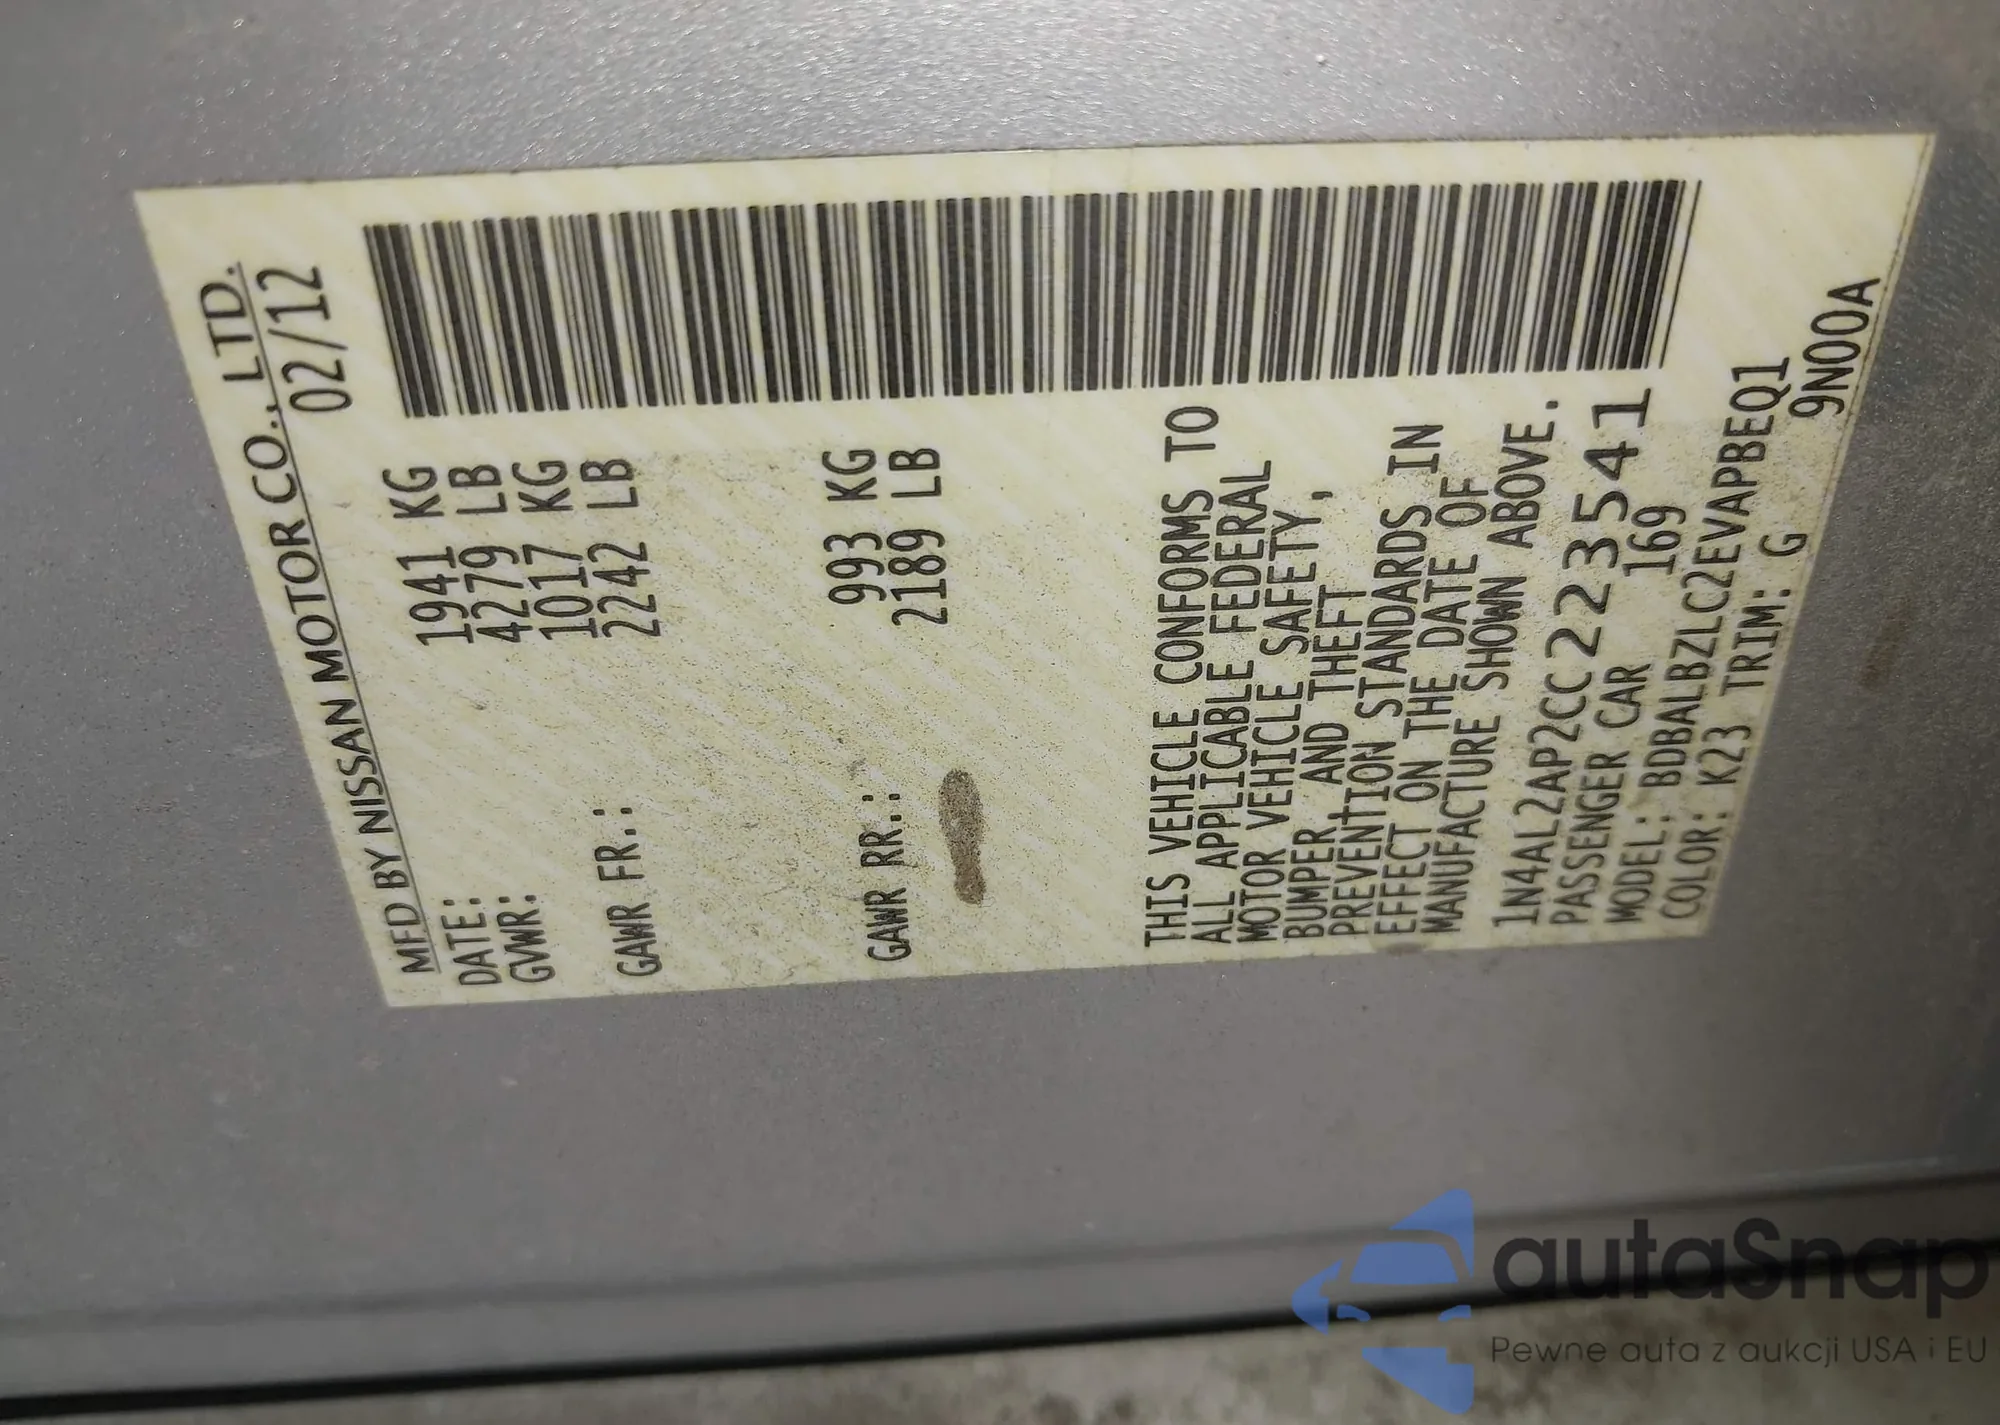 MFD BY NISSAN MOTOR CO., LTD.
DATE: 02/12
GVWR: 1941 KG
4279 LB
GAWR FR.: 1017 KG
2242 LB
GAWR RR.: 993 KG
2189 LB
THIS VEHICLE CONFORMS TO
ALL APPLICABLE FEDERAL
MOTOR VEHICLE SAFETY,
BUMPER, AND THEFT
PREVENTION STANDARDS IN
EFFECT ON THE DATE OF
MANUFACTURE SHOWN ABOVE.
1N4AL2AP2CC223541
PASSENGER CAR 169
MODEL: BDBALBZLC2EVAPBEQ1
COLOR: K23 TRIM: G 9N00A
autaSnap
Pewne auta z aukcji USA i EU